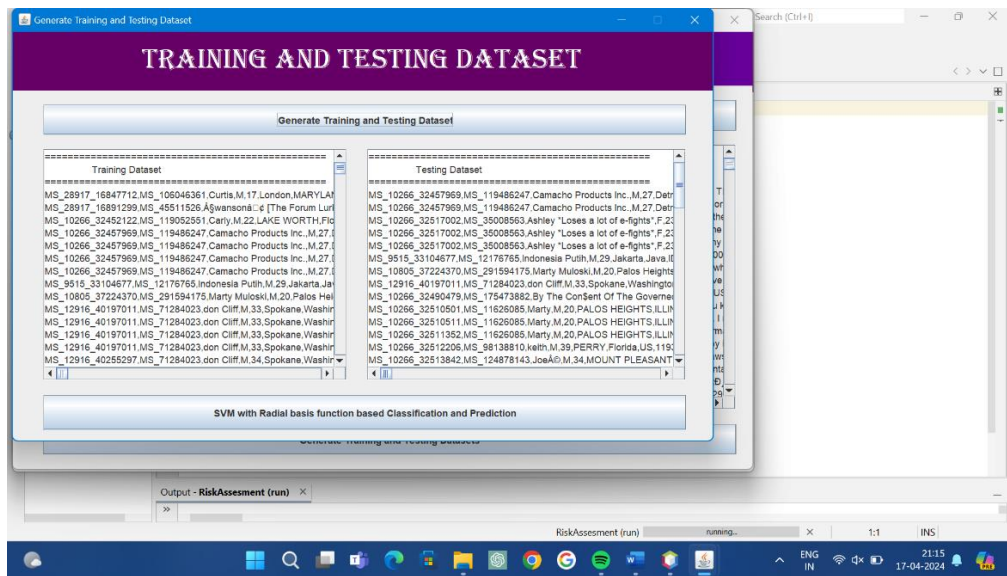 Generate Training and Testing Dataset
Search (Ctrl+I)
TRAINING AND TESTING DATASET
Generate Training and Testing Dataset
==================================================
Training Dataset
==================================================
MS_28917_16847712,MS_106046361,Curtis,M,17,London,MARYLAN
MS_28917_16891299,MS_45511526,
[The Forum Lur
MS_10266_32452122,MS_119052551,Carly,M,22,LAKE WORTH,Flo
MS_10266_32457969,MS_119486247,Camacho Products Inc.,M,27,
MS_10266_32457969,MS_119486247,Camacho Products Inc.,M,27,
MS_10266_32457969,MS_119486247,Camacho Products Inc.,M,27,
MS_10266_32457969,MS_119486247,Camacho Products Inc.,M,27,
MS_9515_33104677,MS_12176765,Indonesia Putih,M,29,Jakarta,Ja
MS_10805_37224370,MS_291594175,Marty Muloski,M,20,Palos Hei
MS_12916_40197011,MS_71284023,don Cliff,M,33,Spokane,Washin
MS_12916_40197011,MS_71284023,don Cliff,M,33,Spokane,Washin
MS_12916_40197011,MS_71284023,don Cliff,M,33,Spokane,Washin
MS_12916_40197011,MS_71284023,don Cliff,M,33,Spokane,Washin
MS_12916_40255297,MS_71284023,don Cliff,M,34,Spokane,Washin
==================================================
Testing Dataset
==================================================
MS_10266_32457969,MS_119486247,Camacho Products Inc.,M,27,Detr
MS_10266_32457969,MS_119486247,Camacho Products Inc.,M,27,Detr
MS_10266_32517002,MS_35008563,Ashley "Loses a lot of e-fights",F,23
MS_10266_32517002,MS_35008563,Ashley "Loses a lot of e-fights",F,23
MS_10266_32517002,MS_35008563,Ashley "Loses a lot of e-fights",F,23
MS_9515_33104677,MS_12176765,Indonesia Putih,M,29,Jakarta,Java,I
MS_10805_37224370,MS_291594175,Marty Muloski,M,20,Palos Heights
MS_12916_40197011,MS_71284023,don Cliff,M,33,Spokane,Washingto
MS_10266_32490479,MS_175473882,By The Con$ent Of The Governe
MS_10266_32510501,MS_11626085,Marty,M,20,PALOS HEIGHTS,ILLIN
MS_10266_32510511,MS_11626085,Marty,M,20,PALOS HEIGHTS,ILLIN
MS_10266_32511352,MS_11626085,Marty,M,20,PALOS HEIGHTS,ILLIN
MS_10266_32512206,MS_98138810,keith,M,39,PERRY,Florida,US,119
MS_10266_32513842,MS_124878143,JoeÃ©,M,34,MOUNT PLEASANT
SVM with Radial basis function based Classification and Prediction
Generate Training and Testing Datasets
Output - RiskAssesment (run)
RiskAssesment (run)
running...
1:1
INS
ENG
IN
21:15
17-04-2024